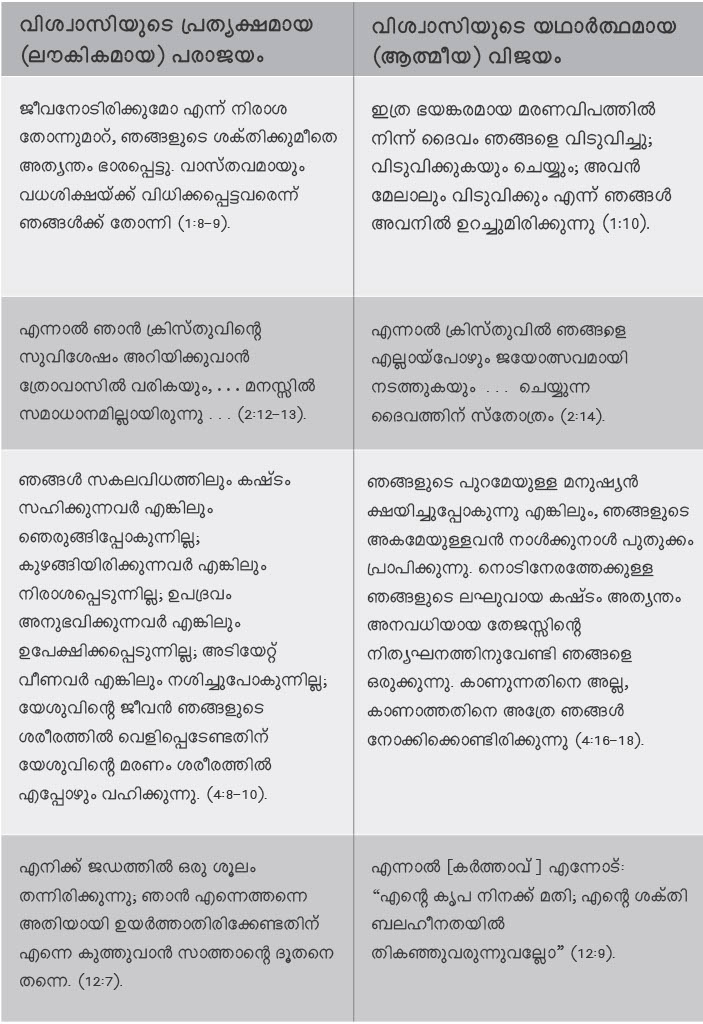 വിശ്വാസിയുടെ പ്രത്യക്ഷമായ
(ലൗകികമായ) പരാജയം
വിശ്വാസിയുടെ യഥാർത്ഥമായ
(ആത്മീയ) വിജയം
ജീവനോടിരിക്കുമോ എന്ന് നിരാശ
തോന്നുമാറ്, ഞങ്ങളുടെ ശക്തിക്കുമീതെ
അത്യന്തം ഭാരപ്പെട്ടു. വാസ്തവമായും
വധശിക്ഷയ്ക്ക് വിധിക്കപ്പെട്ടവരെന്ന്
ഞങ്ങൾക്ക് തോന്നി (1:8–9).
ഇത്ര ഭയങ്കരമായ മരണവിപത്തിൽ
നിന്ന് ദൈവം ഞങ്ങളെ വിടുവിച്ചു;
വിടുവിക്കുകയും ചെയ്യും; അവൻ
മേലാലും വിടുവിക്കും എന്ന് ഞങ്ങൾ
അവനിൽ ഉറച്ചുമിരിക്കുന്നു (1:10).
എന്നാൽ ഞാൻ ക്രിസ്തുവിന്റെ
സുവിശേഷം അറിയിക്കുവാൻ
ത്രോവാസിൽ വരികയും, . . . മനസ്സിൽ
സമാധാനമില്ലായിരുന്നു . . . (2:12–13).
എന്നാൽ ക്രിസ്തുവിൽ ഞങ്ങളെ
എല്ലായ്പോഴും ജയോത്സവമായി
നടത്തുകയും . . . ചെയ്യുന്ന
ദൈവത്തിന് സ്തോത്രം (2:14).
ഞങ്ങൾ സകലവിധത്തിലും കഷ്ടം
സഹിക്കുന്നവർ എങ്കിലും
ഞെരുങ്ങിപ്പോകുന്നില്ല;
കുഴങ്ങിയിരിക്കുന്നവർ എങ്കിലും
നിരാശപ്പെടുന്നില്ല; ഉപദ്രവം
അനുഭവിക്കുന്നവർ എങ്കിലും
ഉപേക്ഷിക്കപ്പെടുന്നില്ല; അടിയേറ്റ്
വീണവർ എങ്കിലും നശിച്ചുപോകുന്നില്ല;
യേശുവിന്റെ ജീവൻ ഞങ്ങളുടെ
ശരീരത്തിൽ വെളിപ്പെടേണ്ടതിന്
യേശുവിന്റെ മരണം ശരീരത്തിൽ
എപ്പോഴും വഹിക്കുന്നു. (4:8–10).
ഞങ്ങളുടെ പുറമേയുള്ള മനുഷ്യൻ
ക്ഷയിച്ചുപ്പോകുന്നു എങ്കിലും, ഞങ്ങളുടെ
അകമേയുള്ളവൻ നാൾക്കുനാൾ പുതുക്കം
പ്രാപിക്കുന്നു. നൊടിനേരത്തേക്കുള്ള
ഞങ്ങളുടെ ലഘുവായ കഷ്ടം അത്യന്തം
അനവധിയായ തേജസ്സിന്റെ
നിത്യഘനത്തിനുവേണ്ടി ഞങ്ങളെ
ഒരുക്കുന്നു. കാണുന്നതിനെ അല്ല,
കാണാത്തതിനെ അത്രേ ഞങ്ങൾ
നോക്കിക്കൊണ്ടിരിക്കുന്നു (4:16–18).
എനിക്ക് ജഡത്തിൽ ഒരു ശൂലം
തന്നിരിക്കുന്നു; ഞാൻ എന്നെത്തന്നെ
അതിയായി ഉയർത്താതിരിക്കേണ്ടതിന്
എന്നെ കുത്തുവാൻ സാത്താന്റെ ദൂതനെ
തന്നെ. (12:7).
എന്നാൽ [കർത്താവ് ] എന്നോട്:
“എന്റെ കൃപ നിനക്ക് മതി; എന്റെ ശക്തി
ബലഹീനതയിൽ
തികഞ്ഞുവരുന്നുവല്ലോ” (12:9).